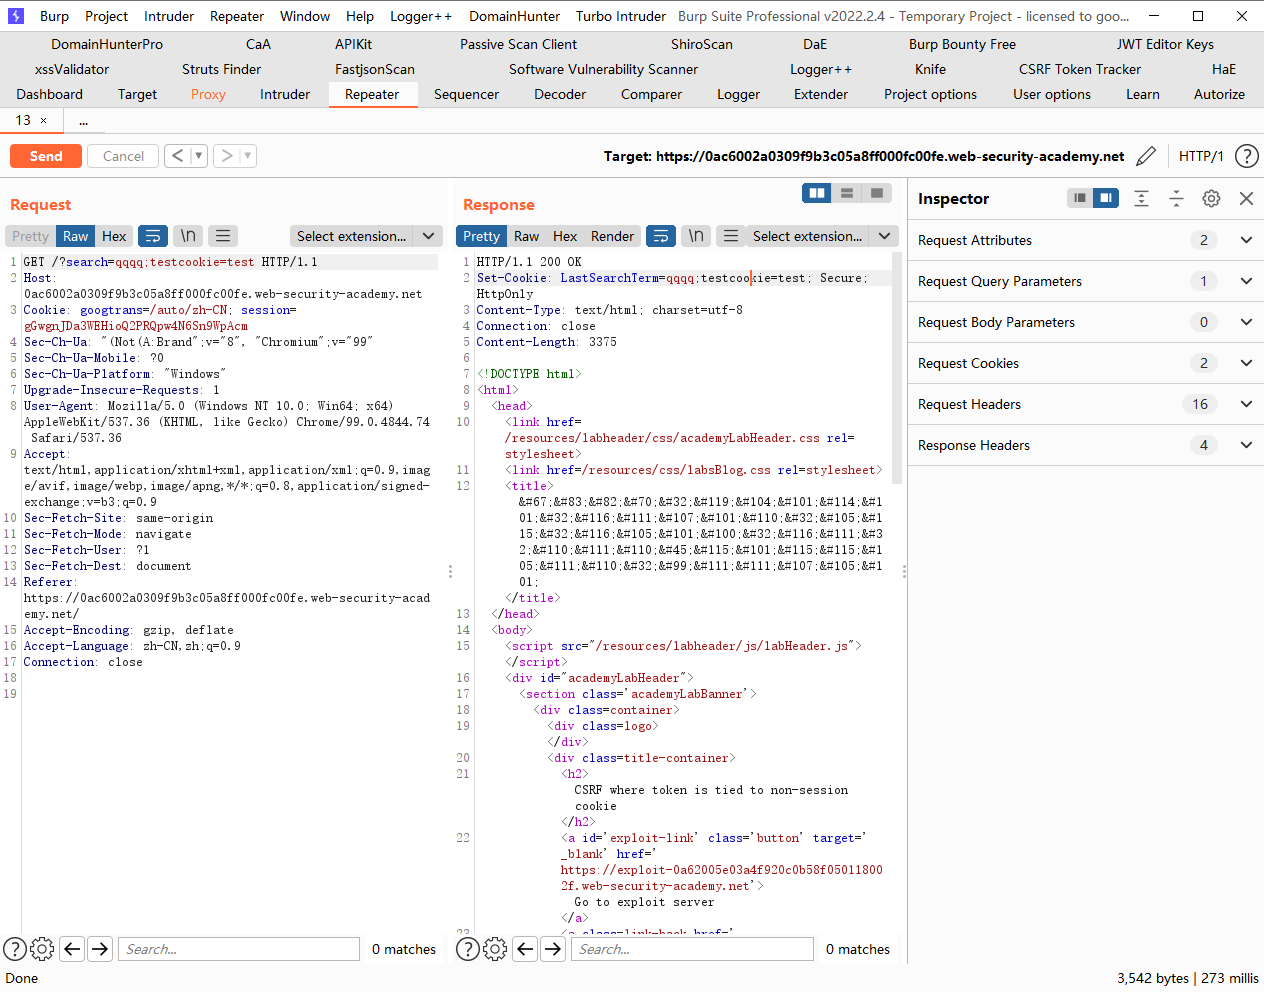 Burp Project Intruder Repeater Window Help Logger++ DomainHunter Turbo Intruder Burp Suite Professional v2022.2.4 - Temporary Project - licensed to goo...
DomainHunterPro CaA APIKit Passive Scan Client ShiroScan DaE Burp Bounty Free JWT Editor Keys
xssValidator Struts Finder FastjsonScan Software Vulnerability Scanner Logger++ Knife CSRF Token Tracker HaE
Dashboard Target Proxy Intruder Repeater Sequencer Decoder Comparer Logger Extender Project options User options Learn Autorize
13 × ...
Send Cancel < ▼ > ▼ Target: https://0ac6002a0309f9b3c05a8ff000fc00fe.web-security-academy.net HTTP/1 ?
Request
Pretty Raw Hex \n Select extension...
1 GET /?search=qqqq;testcookie=test HTTP/1.1
2 Host:
0ac6002a0309f9b3c05a8ff000fc00fe.web-security-academy.net
3 Cookie: googtrans=/auto/zh-CN; session=
gGwgnJDa3WEHioQ2PRQpw4N6Sn9WpAcm
4 Sec-Ch-Ua: "(Not(A:Brand";v="8", "Chromium";v="99"
5 Sec-Ch-Ua-Mobile: ?0
6 Sec-Ch-Ua-Platform: "Windows"
7 Upgrade-Insecure-Requests: 1
8 User-Agent: Mozilla/5.0 (Windows NT 10.0; Win64; x64)
AppleWebKit/537.36 (KHTML, like Gecko) Chrome/99.0.4844.74
Safari/537.36
9 Accept:
text/html,application/xhtml+xml,application/xml;q=0.9,imag
e/avif,image/webp,image/apng,*/*;q=0.8,application/signed-
exchange;v=b3;q=0.9
10 Sec-Fetch-Site: same-origin
11 Sec-Fetch-Mode: navigate
12 Sec-Fetch-User: ?1
13 Sec-Fetch-Dest: document
14 Referer:
https://0ac6002a0309f9b3c05a8ff000fc00fe.web-security-acad
emy.net/
15 Accept-Encoding: gzip, deflate
16 Accept-Language: zh-CN,zh;q=0.9
17 Connection: close
18
19
? Search... 0 matches
Response
Pretty Raw Hex Render \n Select extension...
1 HTTP/1.1 200 OK
2 Set-Cookie: LastSearchTerm=qqqq;testcookie=test; Secure;
HttpOnly
3 Content-Type: text/html; charset=utf-8
4 Connection: close
5 Content-Length: 3375
6
7 <!DOCTYPE html>
8 <html>
9 <head>
10 <link href=
/resources/labheader/css/academyLabHeader.css rel=
stylesheet>
11 <link href=/resources/css/labsBlog.css rel=stylesheet>
12 <title>
&#67;&#83;&#82;&#70;&#32;&#119;&#104;&#101;&#114;&#1
01;&#32;&#116;&#111;&#107;&#101;&#110;&#32;&#105;&#1
15;&#32;&#116;&#105;&#101;&#100;&#32;&#116;&#111;&#3
2;&#110;&#111;&#110;&#45;&#115;&#101;&#115;&#115;&#1
05;&#111;&#110;&#32;&#99;&#111;&#111;&#107;&#105;&#1
01;
</title>
13 </head>
14 <body>
15 <script src="/resources/labheader/js/labHeader.js">
</script>
16 <div id="academyLabHeader">
17 <section class='academyLabBanner'>
18 <div class=container>
19 <div class=logo>
</div>
20 <div class=title-container>
21 <h2>
CSRF where token is tied to non-session
cookie
</h2>
22 <a id='exploit-link' class='button' target='
_blank' href='
https://exploit-0a62005e03a4f920c0b58f05011800
2f.web-security-academy.net'>
Go to exploit server
</a>
23 <a class=link-back href='
? Search... 0 matches
Inspector
Request Attributes 2
Request Query Parameters 1
Request Body Parameters 0
Request Cookies 2
Request Headers 16
Response Headers 4
Done 3,542 bytes | 273 millis